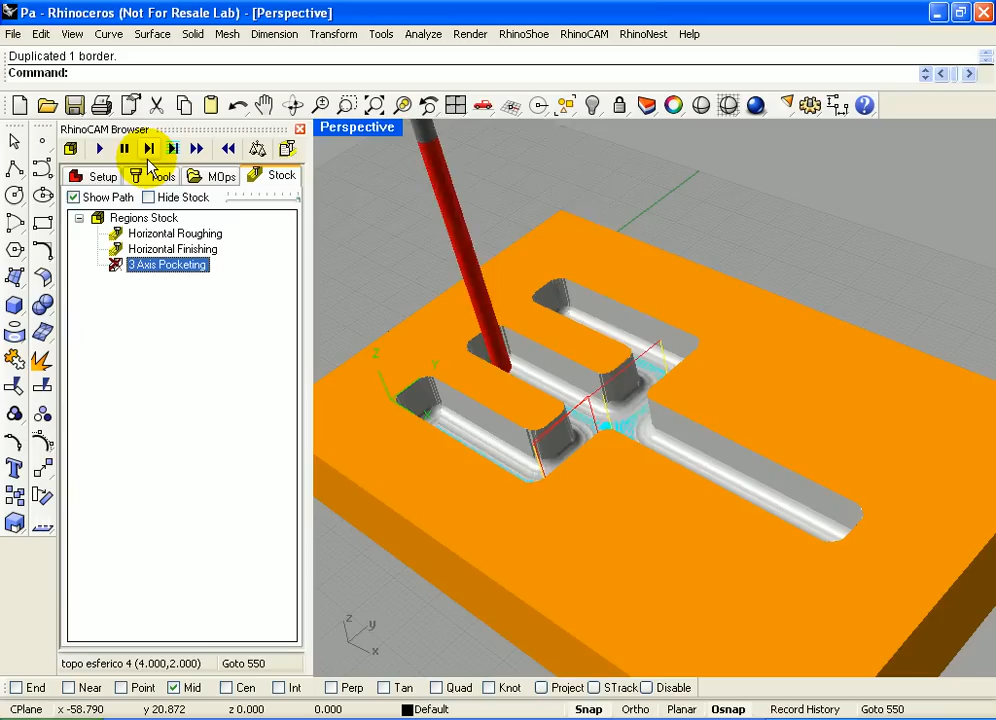 Pa - Rhinoceros (Not For Resale Lab) - [Perspective]
File Edit View Curve Surface Solid Mesh Dimension Transform Tools Analyze Render RhinoShoe RhinoCAM RhinoNest Help
Duplicated 1 border.
Command:
RhinoCAM Browser
Perspective
Setup Tools MOps Stock
Show Path Hide Stock
Regions Stock
Horizontal Roughing
Horizontal Finishing
3 Axis Pocketing
z
Y
z
y
x
topo esferico 4 (4.000,2.000) Goto 550
End Near Point Mid Cen Int Perp Tan Quad Knot Project STrack Disable
CPlane x -58.790 y 20.872 z 0.000 0.000 Default Snap Ortho Planar Osnap Record History Goto 550